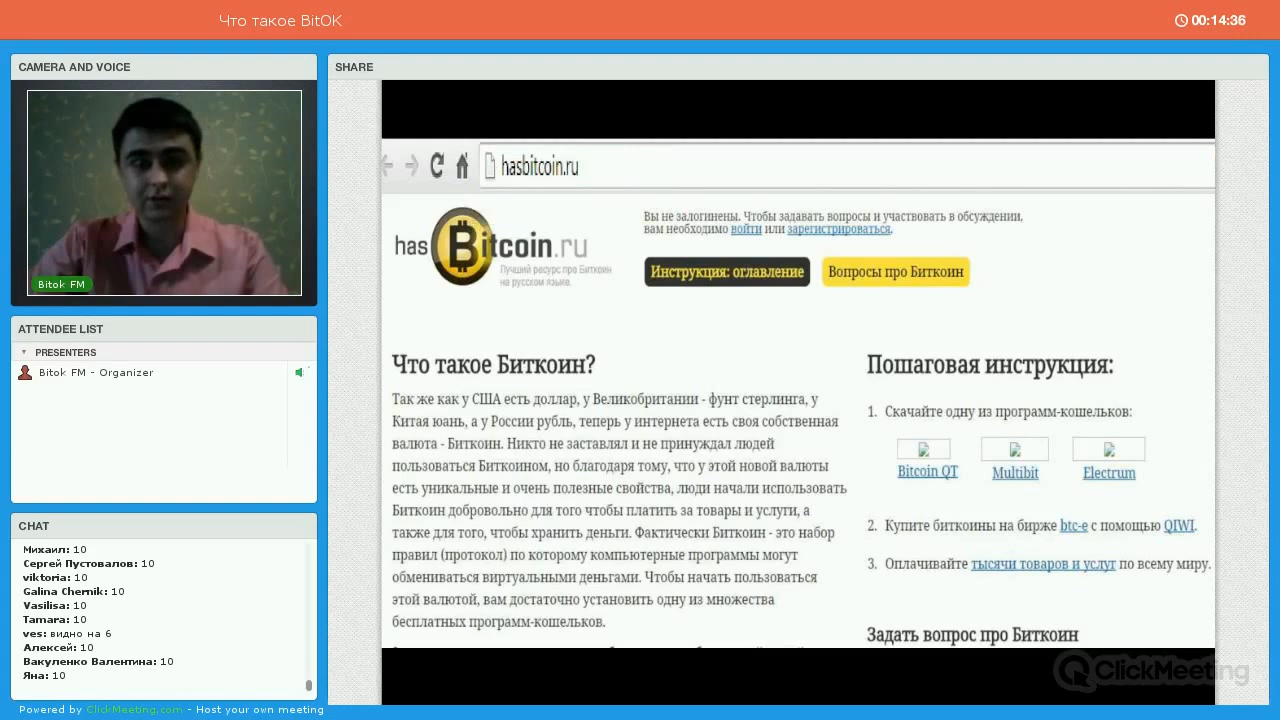 Что такое BitOK
00:14:36
CAMERA AND VOICE
Bitok FM
ATTENDEE LIST
PRESENTERS
Bitok FM - Organizer
CHAT
Михаил: 10
Сергей Пустовалов: 10
viktoria: 10
Galina Chernik: 10
Vasilisa: 10
Tamara: 10
ves: видно на 6
Алексей: 10
Вакуленко Валентина: 10
Яна: 10
Powered by ClickMeeting.com - Host your own meeting
SHARE
hasbitcoin.ru
hasBitcoin.ru
Лучший ресурс про Биткоин
на русском языке.
Вы не залогинены. Чтобы задавать вопросы и участвовать в обсуждении,
вам необходимо войти или зарегистрироваться.
Инструкция: оглавление
Вопросы про Биткоин
Что такое Биткоин?
Так же как у США есть доллар, у Великобритании - фунт стерлинга, у
Китая юань, а у России рубль, теперь у интернета есть своя собственная
валюта - Биткоин. Никто не заставлял и не принуждал людей
пользоваться Биткоином, но благодаря тому, что у этой новой валюты
есть уникальные и очень полезные свойства, люди начали использовать
Биткоин добровольно для того чтобы платить за товары и услуги, а
также для того, чтобы хранить деньги. Фактически Биткоин - это набор
правил (протокол) по которому компьютерные программы могут
обмениваться виртуальными деньгами. Чтобы начать пользоваться
этой валютой, вам достаточно установить одну из множества
бесплатных программ-кошельков.
Пошаговая инструкция:
1. Скачайте одну из программ-кошельков:
Bitcoin QT
Multibit
Electrum
2. Купите биткоины на бирже btc-e с помощью QIWI.
3. Оплачивайте тысячи товаров и услуг по всему миру.
Задать вопрос про Биткоин
ClickMeeting